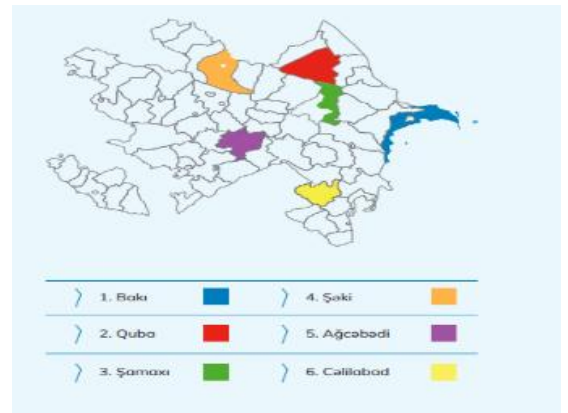 1. Bakı
4. Şəki
2. Quba
5. Ağcəbədi
3. Şamaxı
6. Cəlilabad